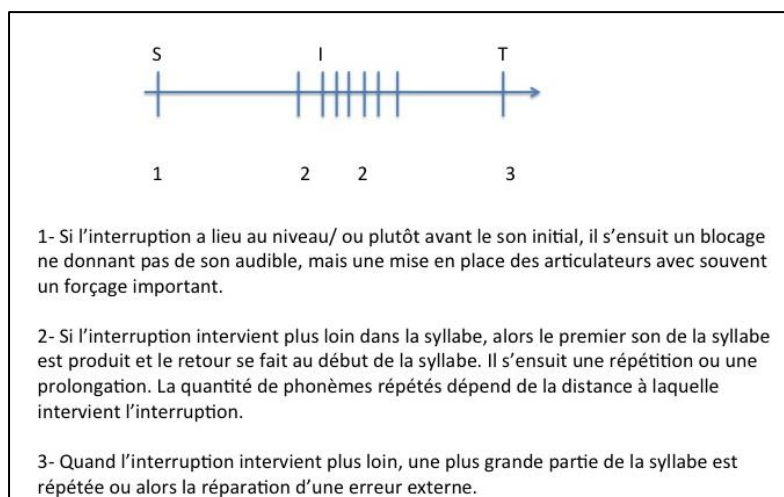 S I T
1 2 2 3
1- Si l’interruption a lieu au niveau/ ou plutôt avant le son initial, il s’ensuit un blocage
ne donnant pas de son audible, mais une mise en place des articulateurs avec souvent
un forçage important.
2- Si l’interruption intervient plus loin dans la syllabe, alors le premier son de la syllabe
est produit et le retour se fait au début de la syllabe. Il s’ensuit une répétition ou une
prolongation. La quantité de phonèmes répétés dépend de la distance à laquelle
intervient l’interruption.
3- Quand l’interruption intervient plus loin, une plus grande partie de la syllabe est
répétée ou alors la réparation d’une erreur externe.